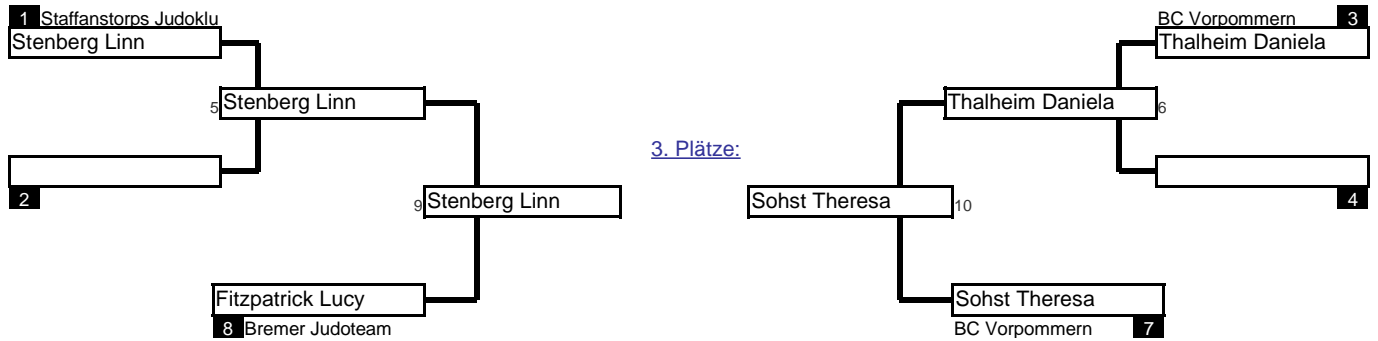 1 Staffanstorps Judoklu
BC Vorpommern 3
Stenberg Linn
Thalheim Daniela
5 Stenberg Linn
Thalheim Daniela 6
3. Plätze:
2
4
9 Stenberg Linn
Sohst Theresa 10
Fitzpatrick Lucy
Sohst Theresa
8 Bremer Judoteam
BC Vorpommern 7